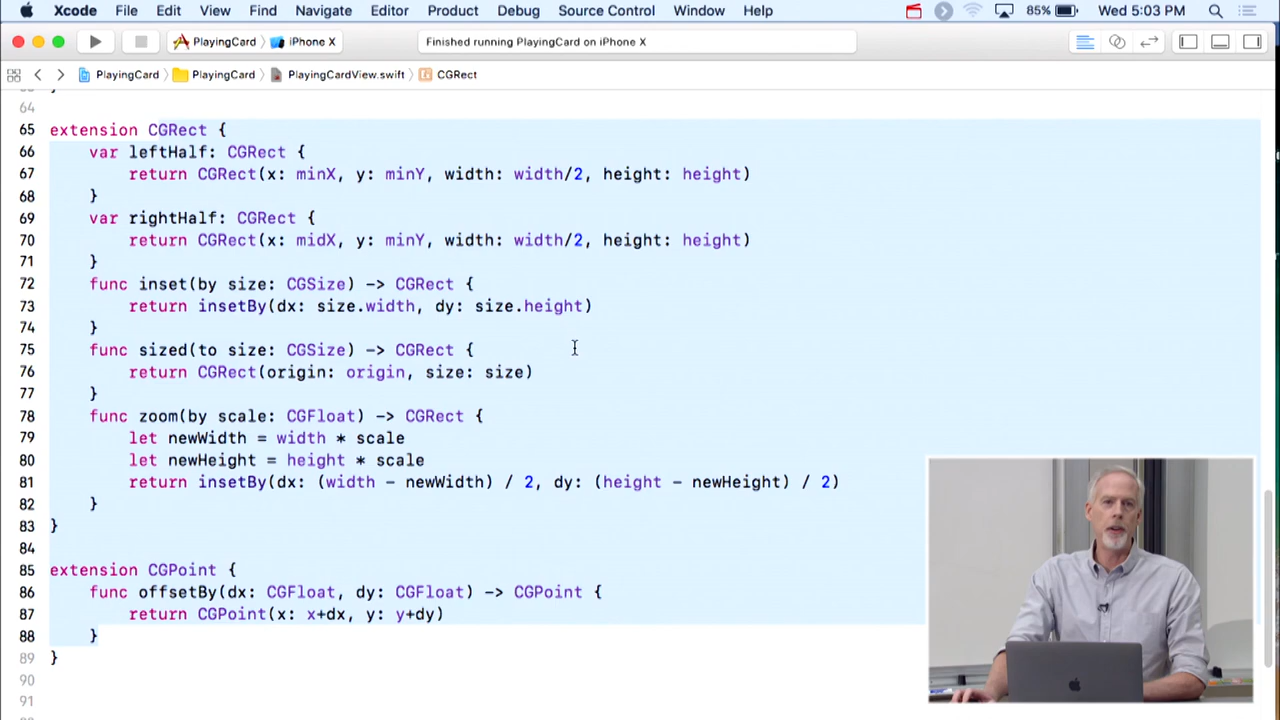 Xcode File Edit View Find Navigate Editor Product Debug Source Control Window Help 85% Wed 5:03 PM
PlayingCard iPhone X Finished running PlayingCard on iPhone X
PlayingCard PlayingCard PlayingCardView.swift CGRect
64
65 extension CGRect {
66 var leftHalf: CGRect {
67 return CGRect(x: minX, y: minY, width: width/2, height: height)
68 }
69 var rightHalf: CGRect {
70 return CGRect(x: midX, y: minY, width: width/2, height: height)
71 }
72 func inset(by size: CGSize) -> CGRect {
73 return insetBy(dx: size.width, dy: size.height)
74 }
75 func sized(to size: CGSize) -> CGRect {
76 return CGRect(origin: origin, size: size)
77 }
78 func zoom(by scale: CGFloat) -> CGRect {
79 let newWidth = width * scale
80 let newHeight = height * scale
81 return insetBy(dx: (width - newWidth) / 2, dy: (height - newHeight) / 2)
82 }
83 }
84
85 extension CGPoint {
86 func offsetBy(dx: CGFloat, dy: CGFloat) -> CGPoint {
87 return CGPoint(x: x+dx, y: y+dy)
88 }
89 }
90
91